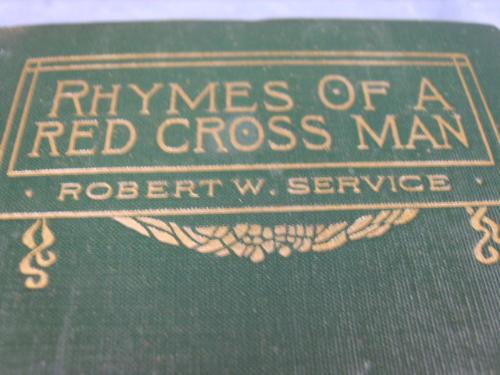 RHYMES OF A
RED CROSS MAN
· ROBERT W. SERVICE ·